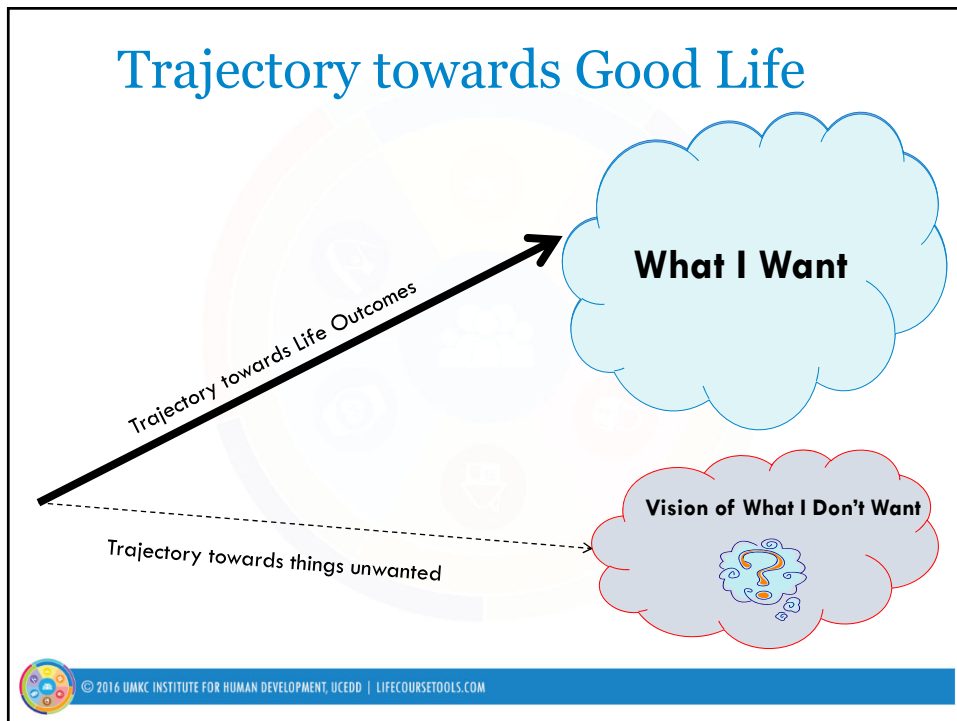 Trajectory towards Good Life
What I Want
Trajectory towards Life Outcomes
Vision of What I Don't Want
?
Trajectory towards things unwanted
© 2016 UMKC INSTITUTE FOR HUMAN DEVELOPMENT, UCEDD | LIFECOURSETOOLS.COM